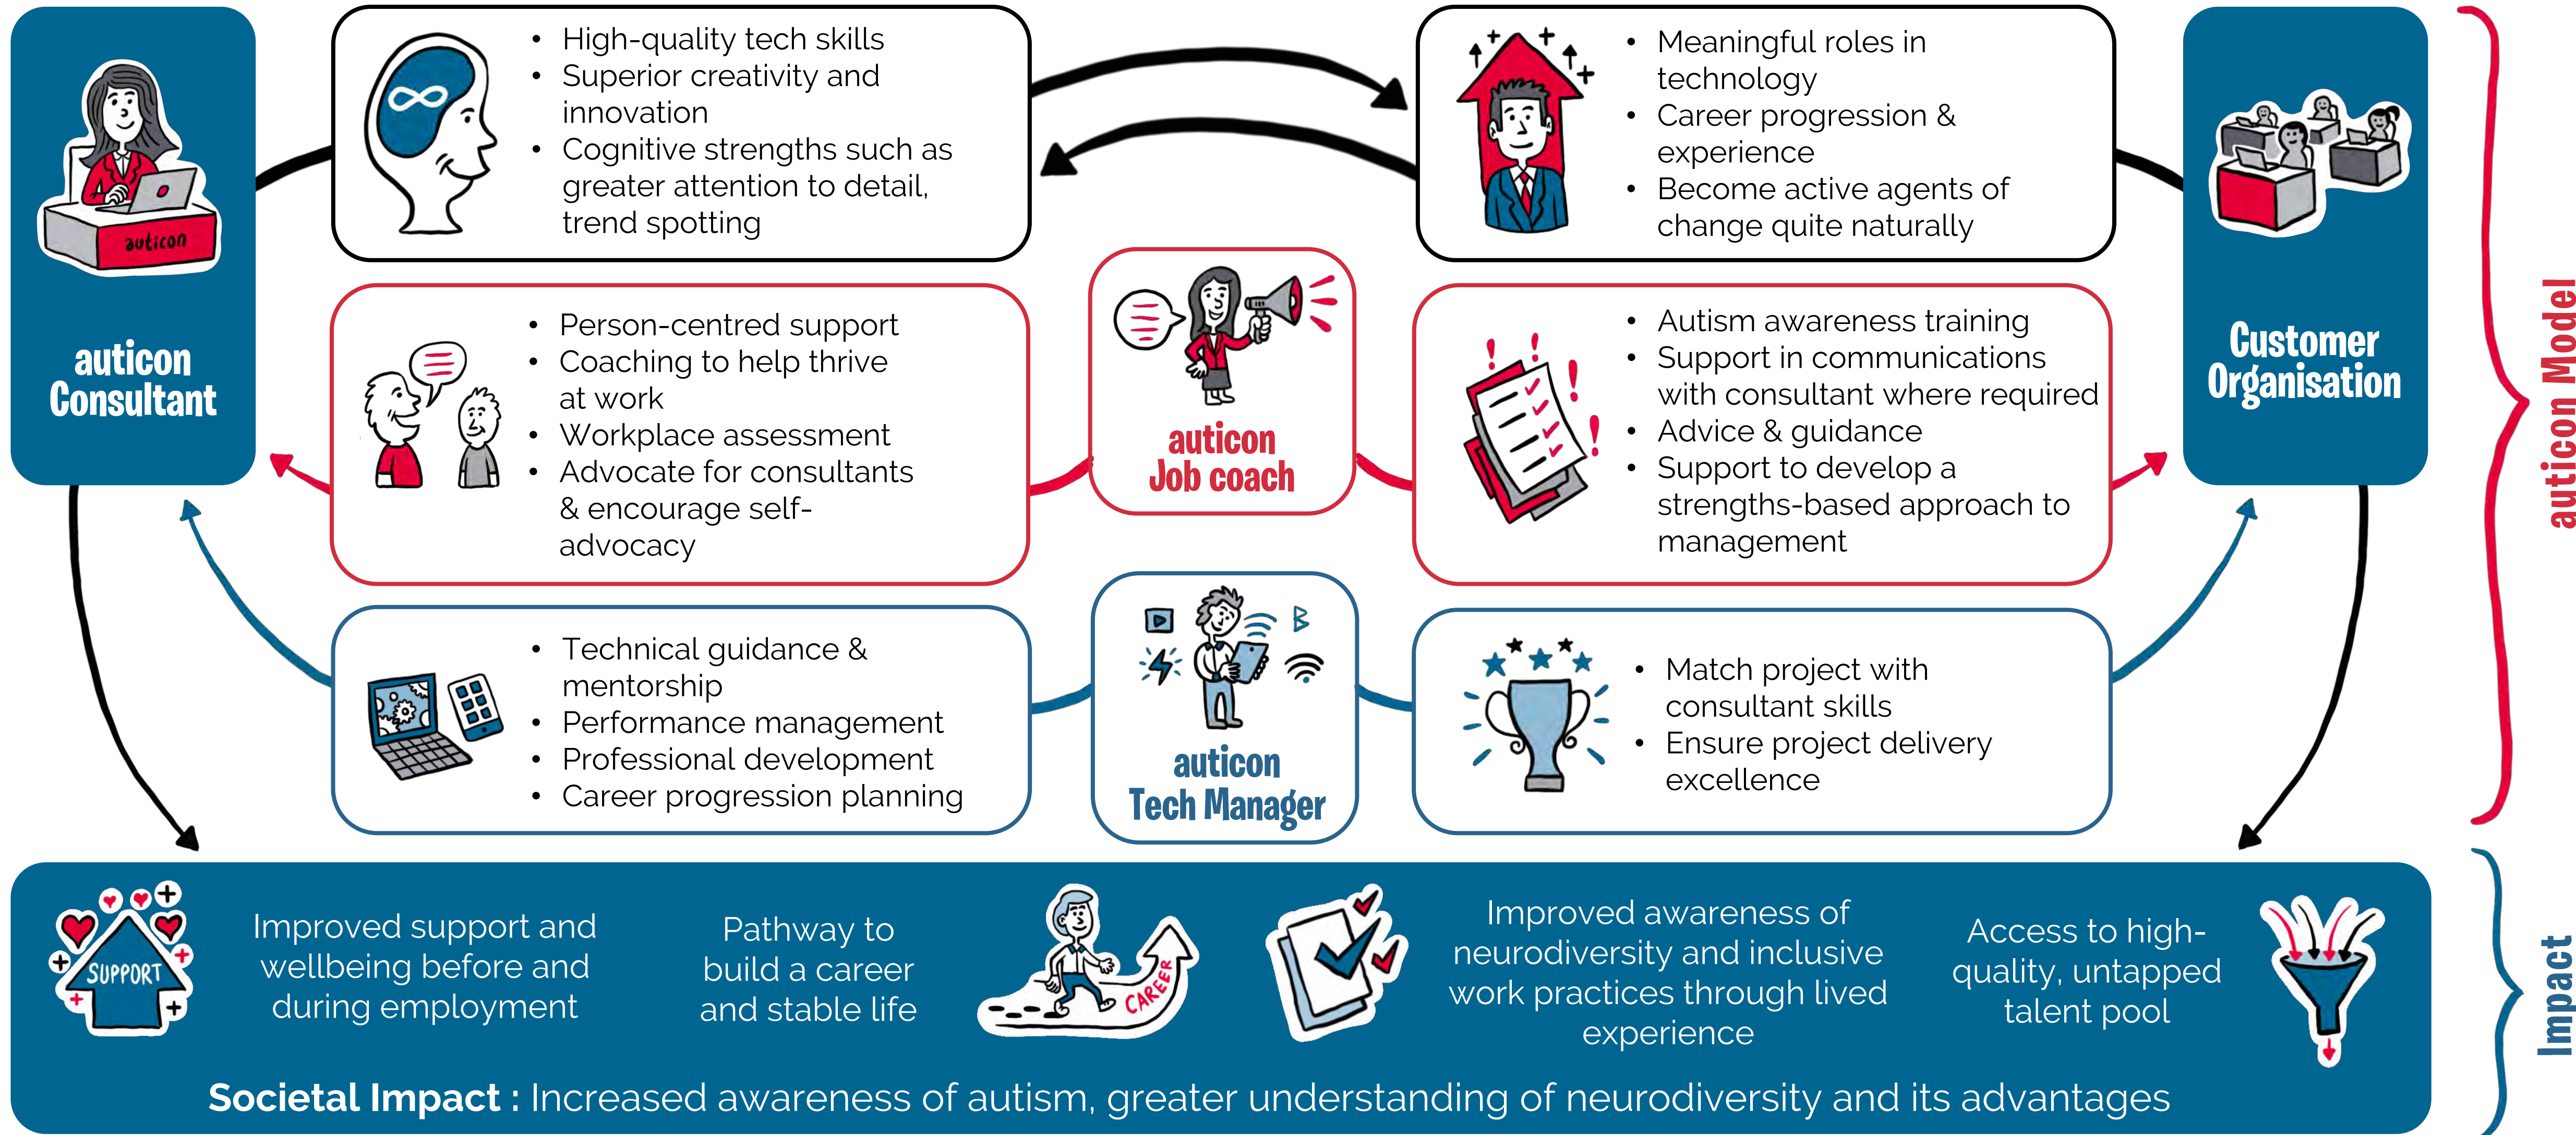 auticon
auticon
Consultant
• High-quality tech skills
• Superior creativity and
innovation
• Cognitive strengths such as
greater attention to detail,
trend spotting
• Meaningful roles in
technology
• Career progression &
experience
• Become active agents of
change quite naturally
Customer
Organisation
• Person-centred support
• Coaching to help thrive
at work
• Workplace assessment
• Advocate for consultants
& encourage self-
advocacy
auticon
Job coach
• Autism awareness training
• Support in communications
with consultant where required
• Advice & guidance
• Support to develop a
strengths-based approach to
management
• Technical guidance &
mentorship
• Performance management
• Professional development
• Career progression planning
auticon
Tech Manager
• Match project with
consultant skills
• Ensure project delivery
excellence
auticon Model
SUPPORT
Improved support and
wellbeing before and
during employment
Pathway to
build a career
and stable life
CAREER
Improved awareness of
neurodiversity and inclusive
work practices through lived
experience
Access to high-
quality, untapped
talent pool
Societal Impact : Increased awareness of autism, greater understanding of neurodiversity and its advantages
Impact